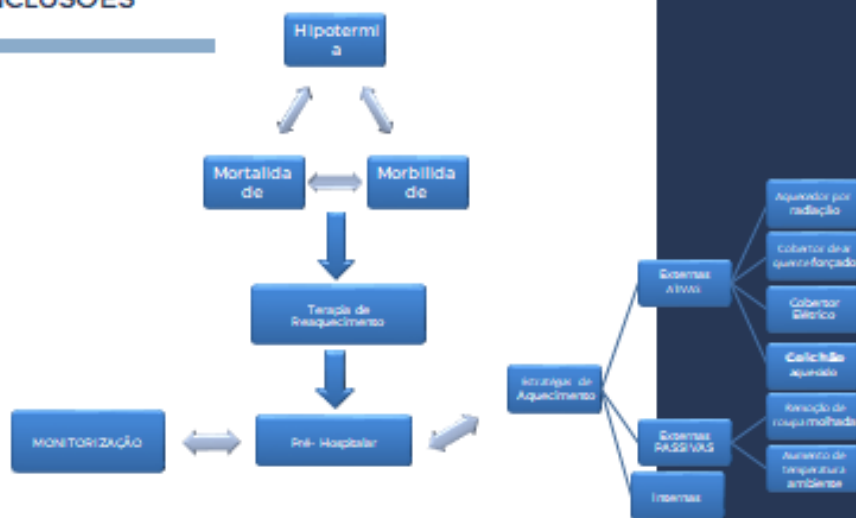 Hipotermi
a
Mortalida
de
Morbilida
de
Terapia de
Reaquecimento
MONITORIZAÇÃO
Pré- Hospitalar
Estratégias de
Aquecimento
Externas
ATIVAS
Aquecedor por
radiação
Cobertor de ar
quente forçado
Cobertor
Elétrico
Colchão
aquecido
Externas
PASSIVAS
Remoção de
roupa molhada
Aumento de
temperatura
ambiente
Internas